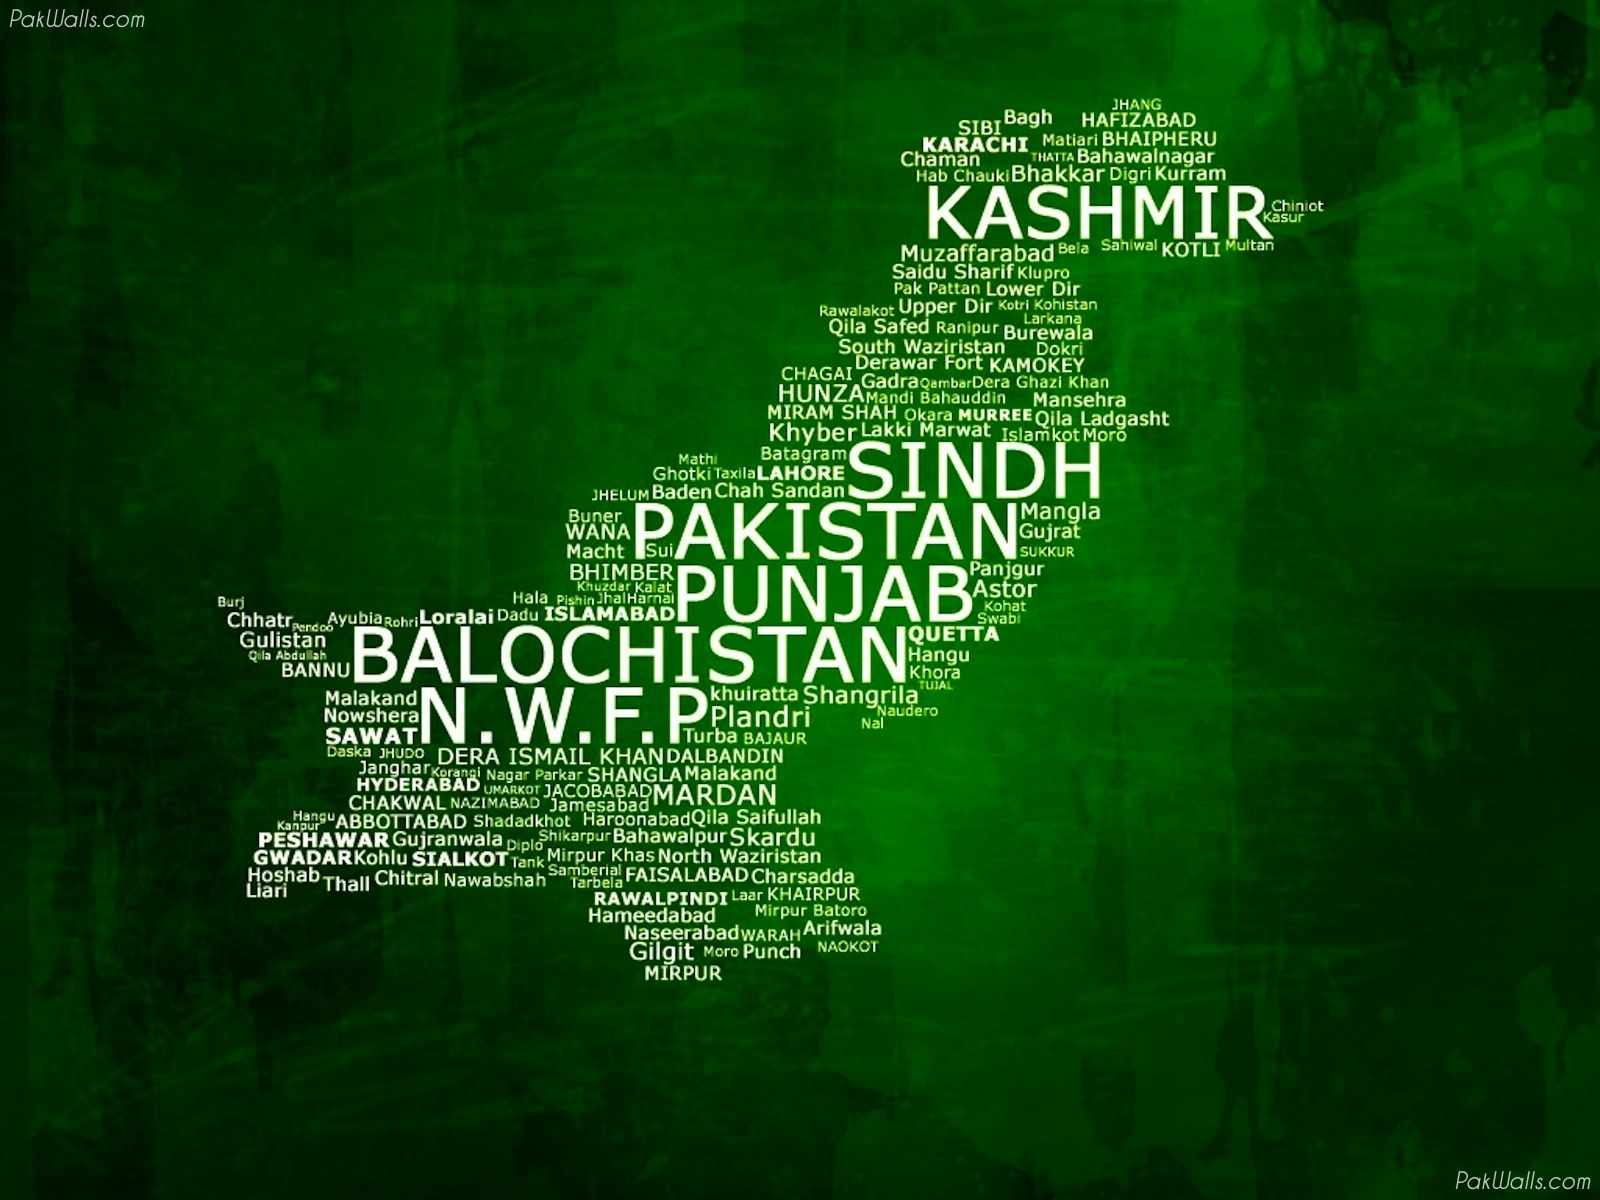 PakWalls.com
JHANG
Bagh HAFIZABAD
SIBI
KARACHI Matiari BHAIPHERU
Chaman THATTA Bahawalnagar
Hab Chauki Bhakkar Digri Kurram
KASHMIR Chiniot
Kasur
Muzaffarabad Bela Sahiwal KOTLI Multan
Saidu Sharif Klupro
Pak Pattan Lower Dir
Rawalakot Upper Dir Kotri Kohistan
Larkana
Qila Safed Ranipur Burewala
South Waziristan Dokri
Derawar Fort KAMOKEY
CHAGAI Gadra Qambar Dera Ghazi Khan
HUNZA Mandi Bahauddin Mansehra
MIRAM SHAH Okara MURREE Qila Ladgasht
Khyber Lakki Marwat Islamkot Moro
Mathi Batagram SINDH
Ghotki Taxila LAHORE
JHELUM Baden Chah Sandan
Buner PAKISTAN Mangla
WANA Gujrat
Macht Sui SUKKUR
BHIMBER PUNJAB Panjgur
Khuzdar Kalat Astor
Hala Pishin Jhal Harnai Kohat
Burj
Chhatr Pendoo Ayubia Rohri Loralai Dadu ISLAMABAD Swabi
Gulistan BALOCHISTAN QUETTA
Qila Abdullah Hangu
BANNU Khora
TUJAL
Malakand N.W.F.P khuiratta Shangrila
Nowshera Plandri Naudero
Nal
SAWAT Turba BAJAUR
Daska JHUDO DERA ISMAIL KHAN DALBANDIN
Janghar Korangi Nagar Parkar SHANGLA Malakand
HYDERABAD UMARKOT JACOBABAD MARDAN
CHAKWAL NAZIMABAD Jamesabad
Hangu ABBOTTABAD Shadadkhot Haroonabad Qila Saifullah
Kanpur
PESHAWAR Gujranwala Diplo Shikarpur Bahawalpur Skardu
GWADAR Kohlu SIALKOT Tank Mirpur Khas North Waziristan
Hoshab Thall Chitral Nawabshah Samberial FAISALABAD Charsadda
Liari Tarbela
RAWALPINDI Laar KHAIRPUR
Hameedabad Mirpur Batoro
Naseerabad WARAH Arifwala
Gilgit Moro Punch NAOKOT
MIRPUR
PakWalls.com